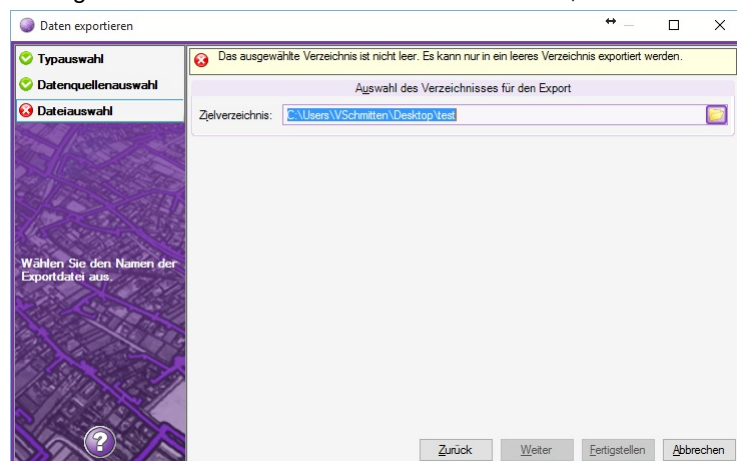 Daten exportieren
Typauswahl
Datenquellenauswahl
Dateiauswahl
Wählen Sie den Namen der
Exportdatei aus.
?
Das ausgewählte Verzeichnis ist nicht leer. Es kann nur in ein leeres Verzeichnis exportiert werden.
Auswahl des Verzeichnisses für den Export
Zielverzeichnis: C:\Users\VSchmitten\Desktop\test
Zurück Weiter Fertigstellen Abbrechen